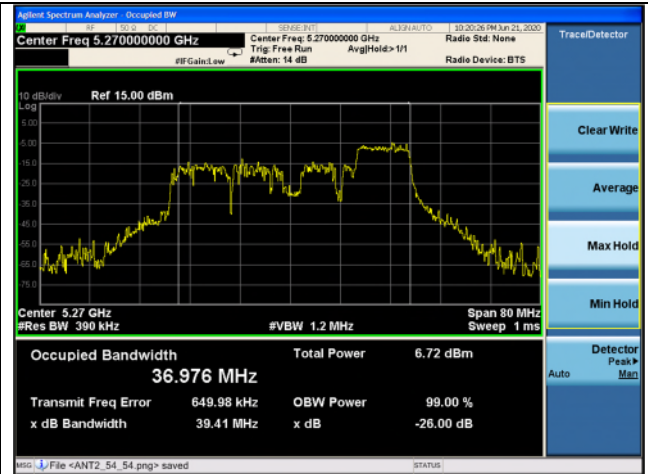 Agilent Spectrum Analyzer - Occupied BW
RF 50 Ω DC SENSE:INT ALIGNAUTO 10:20:26 PM Jun 21, 2020
Center Freq 5.270000000 GHz Center Freq: 5.270000000 GHz Radio Std: None
Trig: Free Run Avg|Hold:>1/1
#IFGain:Low #Atten: 14 dB Radio Device: BTS
Trace/Detector
10 dB/div Ref 15.00 dBm
Log
5.00
-5.00
-15.0
-25.0
-35.0
-45.0
-55.0
-65.0
-75.0
Center 5.27 GHz Span 80 MHz
#Res BW 390 kHz #VBW 1.2 MHz Sweep 1 ms
Occupied Bandwidth Total Power 6.72 dBm
36.976 MHz
Transmit Freq Error 649.98 kHz OBW Power 99.00 %
x dB Bandwidth 39.41 MHz x dB -26.00 dB
Clear Write
Average
Max Hold
Min Hold
Detector
Peak▶
Auto Man
MSG File <ANT2_54_54.png> saved STATUS